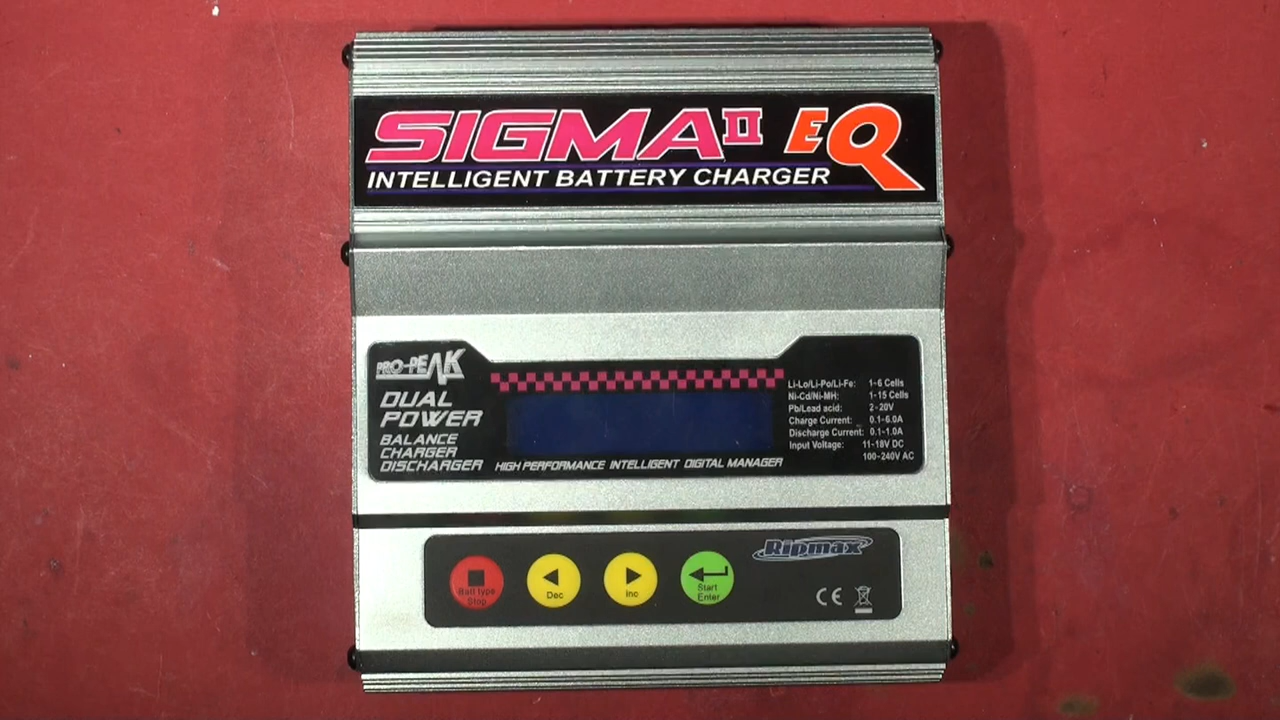 SIGMA II EQ
INTELLIGENT BATTERY CHARGER
PRO-PEAK
DUAL
POWER
BALANCE
CHARGER
DISCHARGER
HIGH PERFORMANCE INTELLIGENT DIGITAL MANAGER
Li-Lo/Li-Po/Li-Fe: 1-6 Cells
Ni-Cd/Ni-MH: 1-15 Cells
Pb/Lead acid: 2-20V
Charge Current: 0.1-6.0A
Discharge Current: 0.1-1.0A
Input Voltage: 11-18V DC
100-240V AC
Ripmax
Batt type
Stop
Dec
Inc
Start
Enter
CE